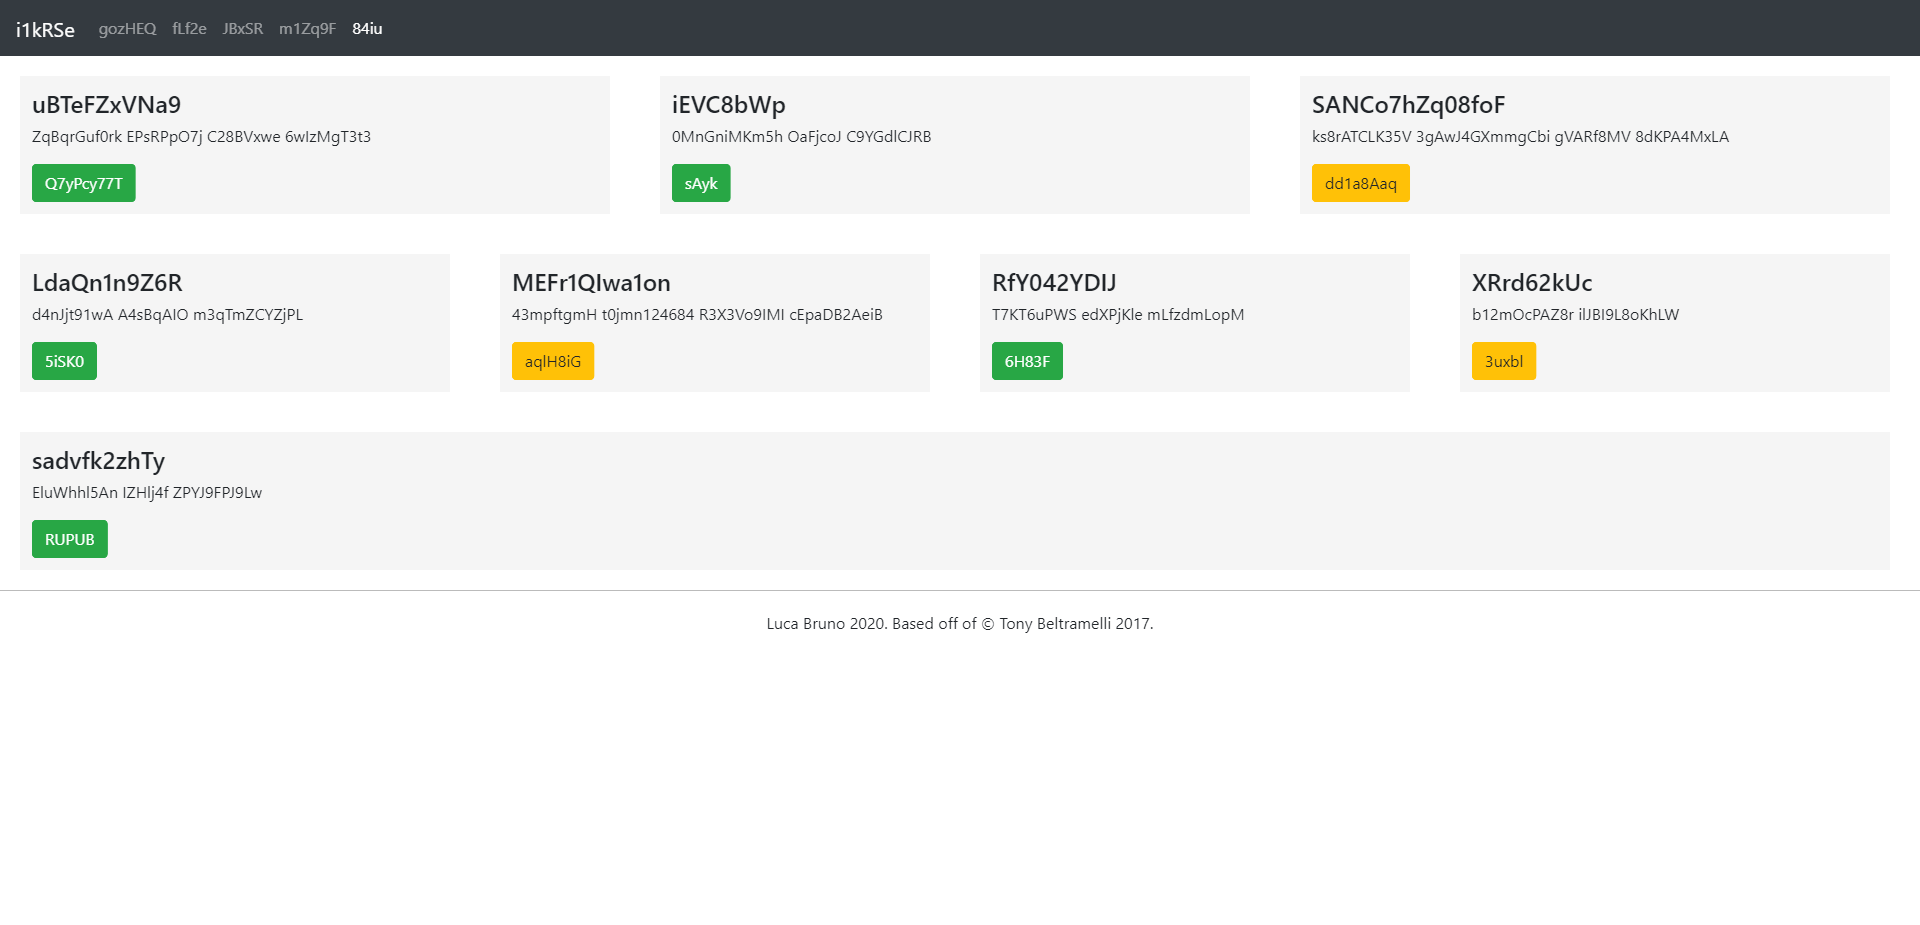 i1kRSe gozHEQ fLf2e JBxSR m1Zq9F 84iu
uBTeFZxVNa9
ZqBqrGuf0rk EPsRPpO7j C28BVxwe 6wIzMgT3t3
Q7yPcy77T
iEVC8bWp
0MnGniMKm5h OaFjcoJ C9YGdlCJRB
sAyk
SANCo7hZq08foF
ks8rATCLK35V 3gAwJ4GXmmgCbi gVARf8MV 8dKPA4MxLA
dd1a8Aaq
LdaQn1n9Z6R
d4nJjt91wA A4sBqAIO m3qTmZCYZjPL
5iSK0
MEFr1QIwa1on
43mpftgmH t0jmn124684 R3X3Vo9IMI cEpaDB2AeiB
aqlH8iG
RfY042YDIJ
T7KT6uPWS edXPjKle mLfzdmLopM
6H83F
XRrd62kUc
b12mOcPAZ8r ilJBI9L8oKhLW
3uxbl
sadvfk2zhTy
EluWhhl5An IZHlj4f ZPYJ9FPJ9Lw
RUPUB
Luca Bruno 2020. Based off of © Tony Beltramelli 2017.